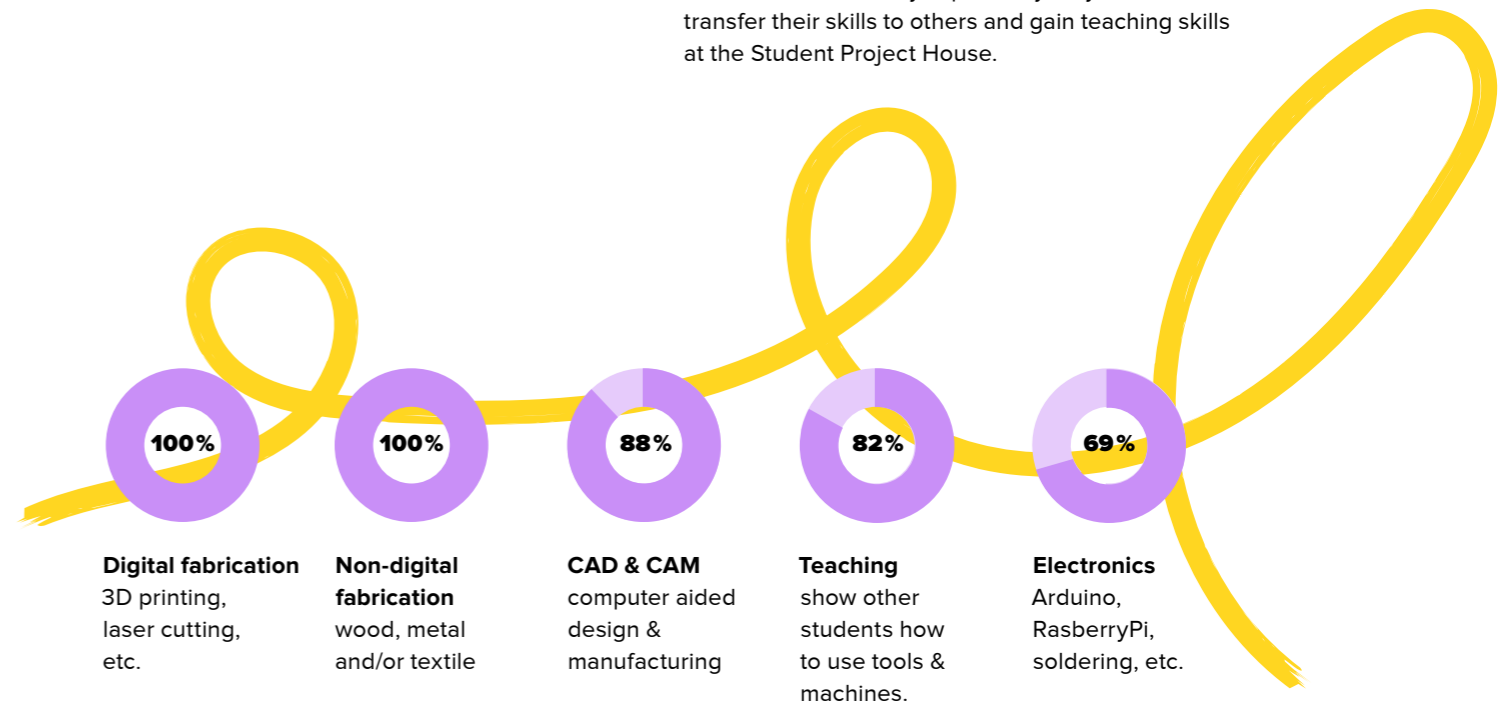 transfer their skills to others and gain teaching skills
at the Student Project House.
100%
100%
88%
82%
69%
Digital fabrication
3D printing,
laser cutting,
etc.
Non-digital
fabrication
wood, metal
and/or textile
CAD & CAM
computer aided
design &
manufacturing
Teaching
show other
students how
to use tools &
machines.
Electronics
Arduino,
RasberryPi,
soldering, etc.